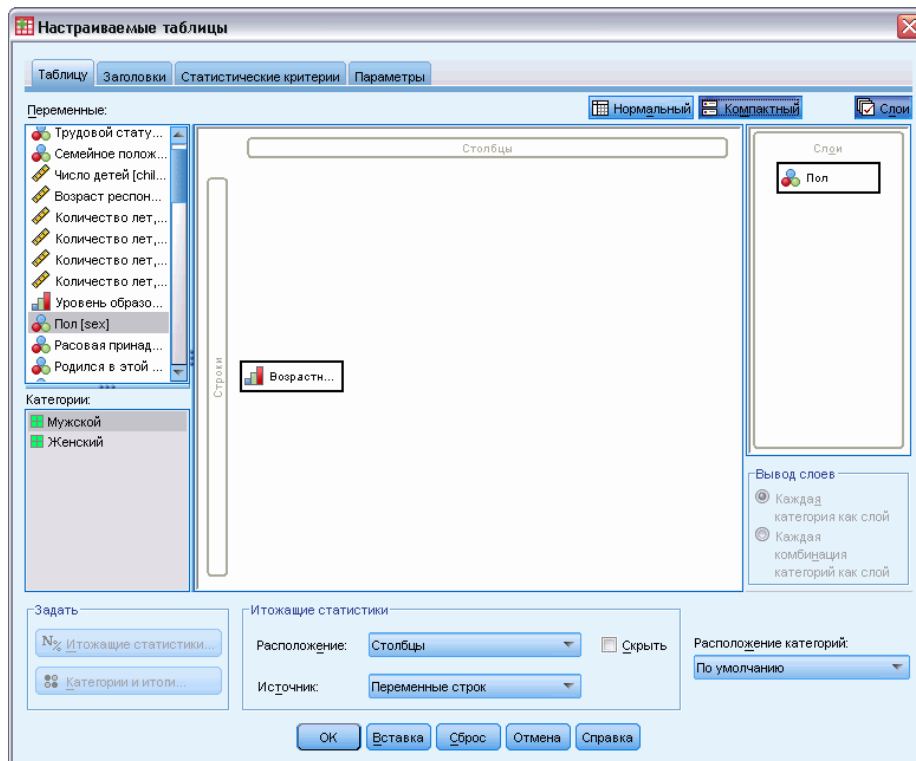 Настраиваемые таблицы
Таблицу Заголовки Статистические критерии Параметры
Переменные:
Нормальный Компактный Слои
Трудовой стату...
Семейное полож...
Число детей [chil...
Возраст респон...
Количество лет,...
Количество лет,...
Количество лет,...
Количество лет,...
Уровень образо...
Пол [sex]
Расовая принад...
Родился в этой ...
Категории:
Мужской
Женский
Столбцы
Строки
Возрастн...
Слои
Пол
Вывод слоев
Каждая
категория как слой
Каждая
комбинация
категорий как слой
Задать
N% Итожащие статистики...
Категории и итоги...
Итожащие статистики
Расположение: Столбцы Скрыть
Источник: Переменные строк
Расположение категорий:
По умолчанию
OK Вставка Сброс Отмена Справка